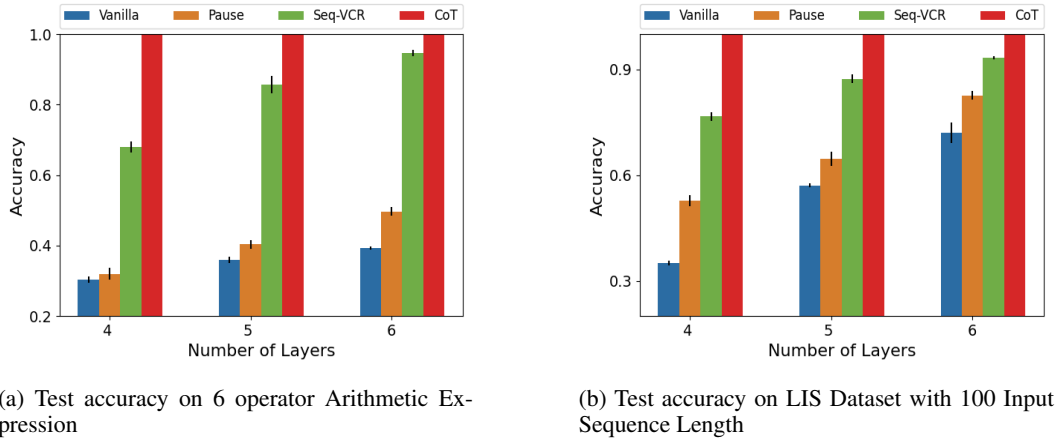 Vanilla Pause Seq-VCR CoT
1.0
0.8
0.6
0.4
0.2
Accuracy
4 5 6
Number of Layers
(a) Test accuracy on 6 operator Arithmetic Ex-
pression
Vanilla Pause Seq-VCR CoT
0.9
0.6
0.3
Accuracy
4 5 6
Number of Layers
(b) Test accuracy on LIS Dataset with 100 Input
Sequence Length